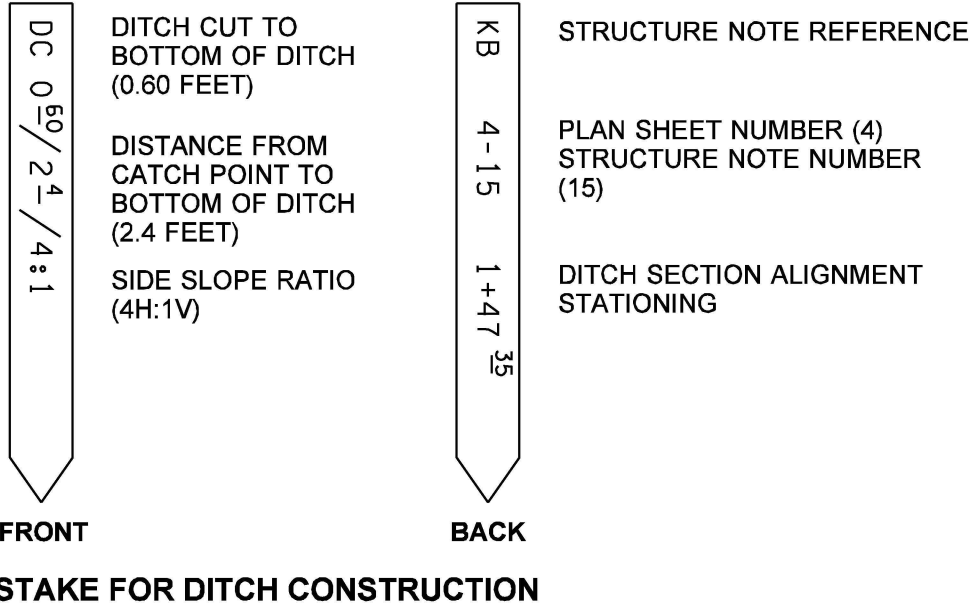 DC 0 60/2 4/4:1
DITCH CUT TO
BOTTOM OF DITCH
(0.60 FEET)
DISTANCE FROM
CATCH POINT TO
BOTTOM OF DITCH
(2.4 FEET)
SIDE SLOPE RATIO
(4H:1V)
FRONT
KB 4-15 1+47 35
STRUCTURE NOTE REFERENCE
PLAN SHEET NUMBER (4)
STRUCTURE NOTE NUMBER
(15)
DITCH SECTION ALIGNMENT
STATIONING
BACK
STAKE FOR DITCH CONSTRUCTION